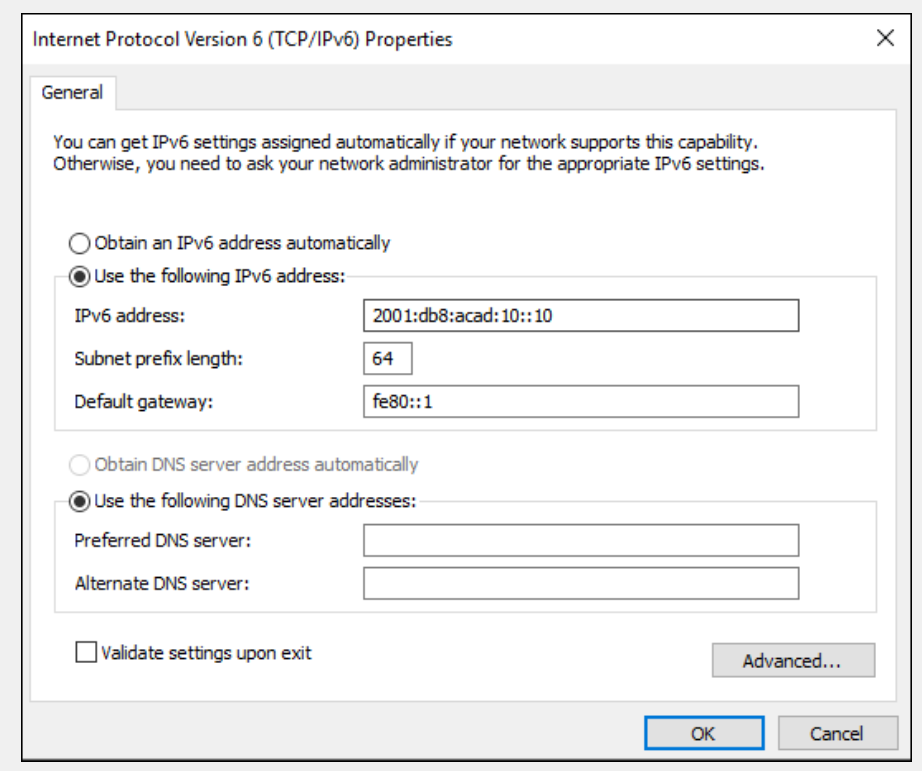 Internet Protocol Version 6 (TCP/IPv6) Properties
General
You can get IPv6 settings assigned automatically if your network supports this capability.
Otherwise, you need to ask your network administrator for the appropriate IPv6 settings.
Obtain an IPv6 address automatically
Use the following IPv6 address:
IPv6 address: 2001:db8:acad:10::10
Subnet prefix length: 64
Default gateway: fe80::1
Obtain DNS server address automatically
Use the following DNS server addresses:
Preferred DNS server:
Alternate DNS server:
Validate settings upon exit
Advanced...
OK Cancel